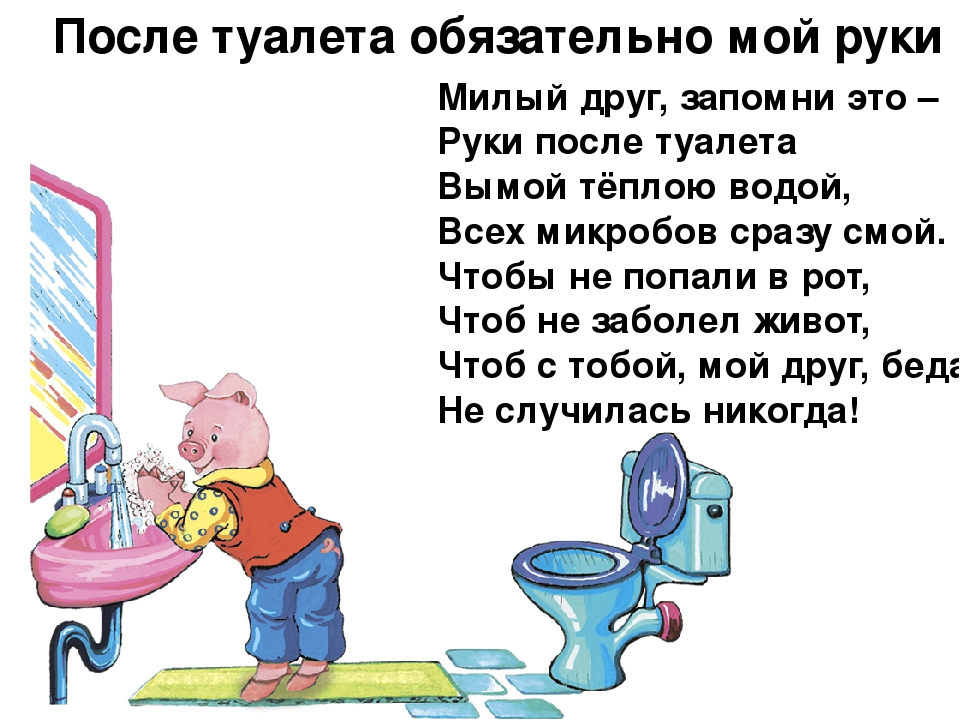 После туалета обязательно мой руки
Милый друг, запомни это –
Руки после туалета
Вымой тёплою водой,
Всех микробов сразу смой.
Чтобы не попали в рот,
Чтоб не заболел живот,
Чтоб с тобой, мой друг, беда
Не случилась никогда!